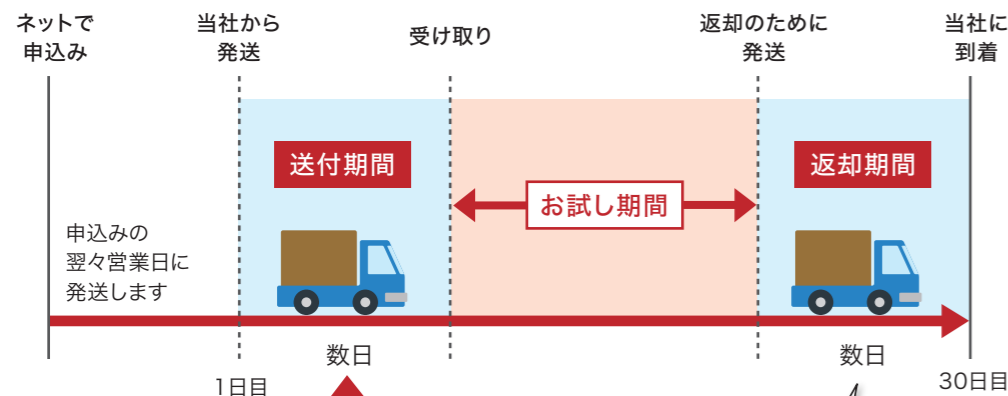 ネットで
申込み
当社から
発送
受け取り
返却のために
発送
当社に
到着
送付期間
お試し期間
返却期間
申込みの
翌々営業日に
発送します
数日
数日
1日目
30日目